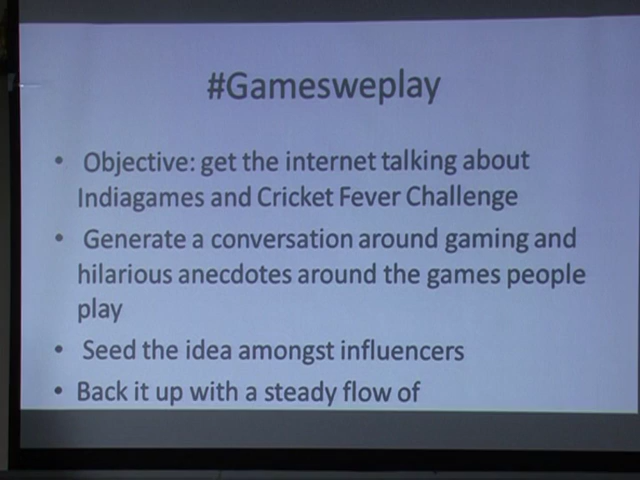 #Gamesweplay
• Objective: get the internet talking about
Indiagames and Cricket Fever Challenge
• Generate a conversation around gaming and
hilarious anecdotes around the games people
play
• Seed the idea amongst influencers
• Back it up with a steady flow of